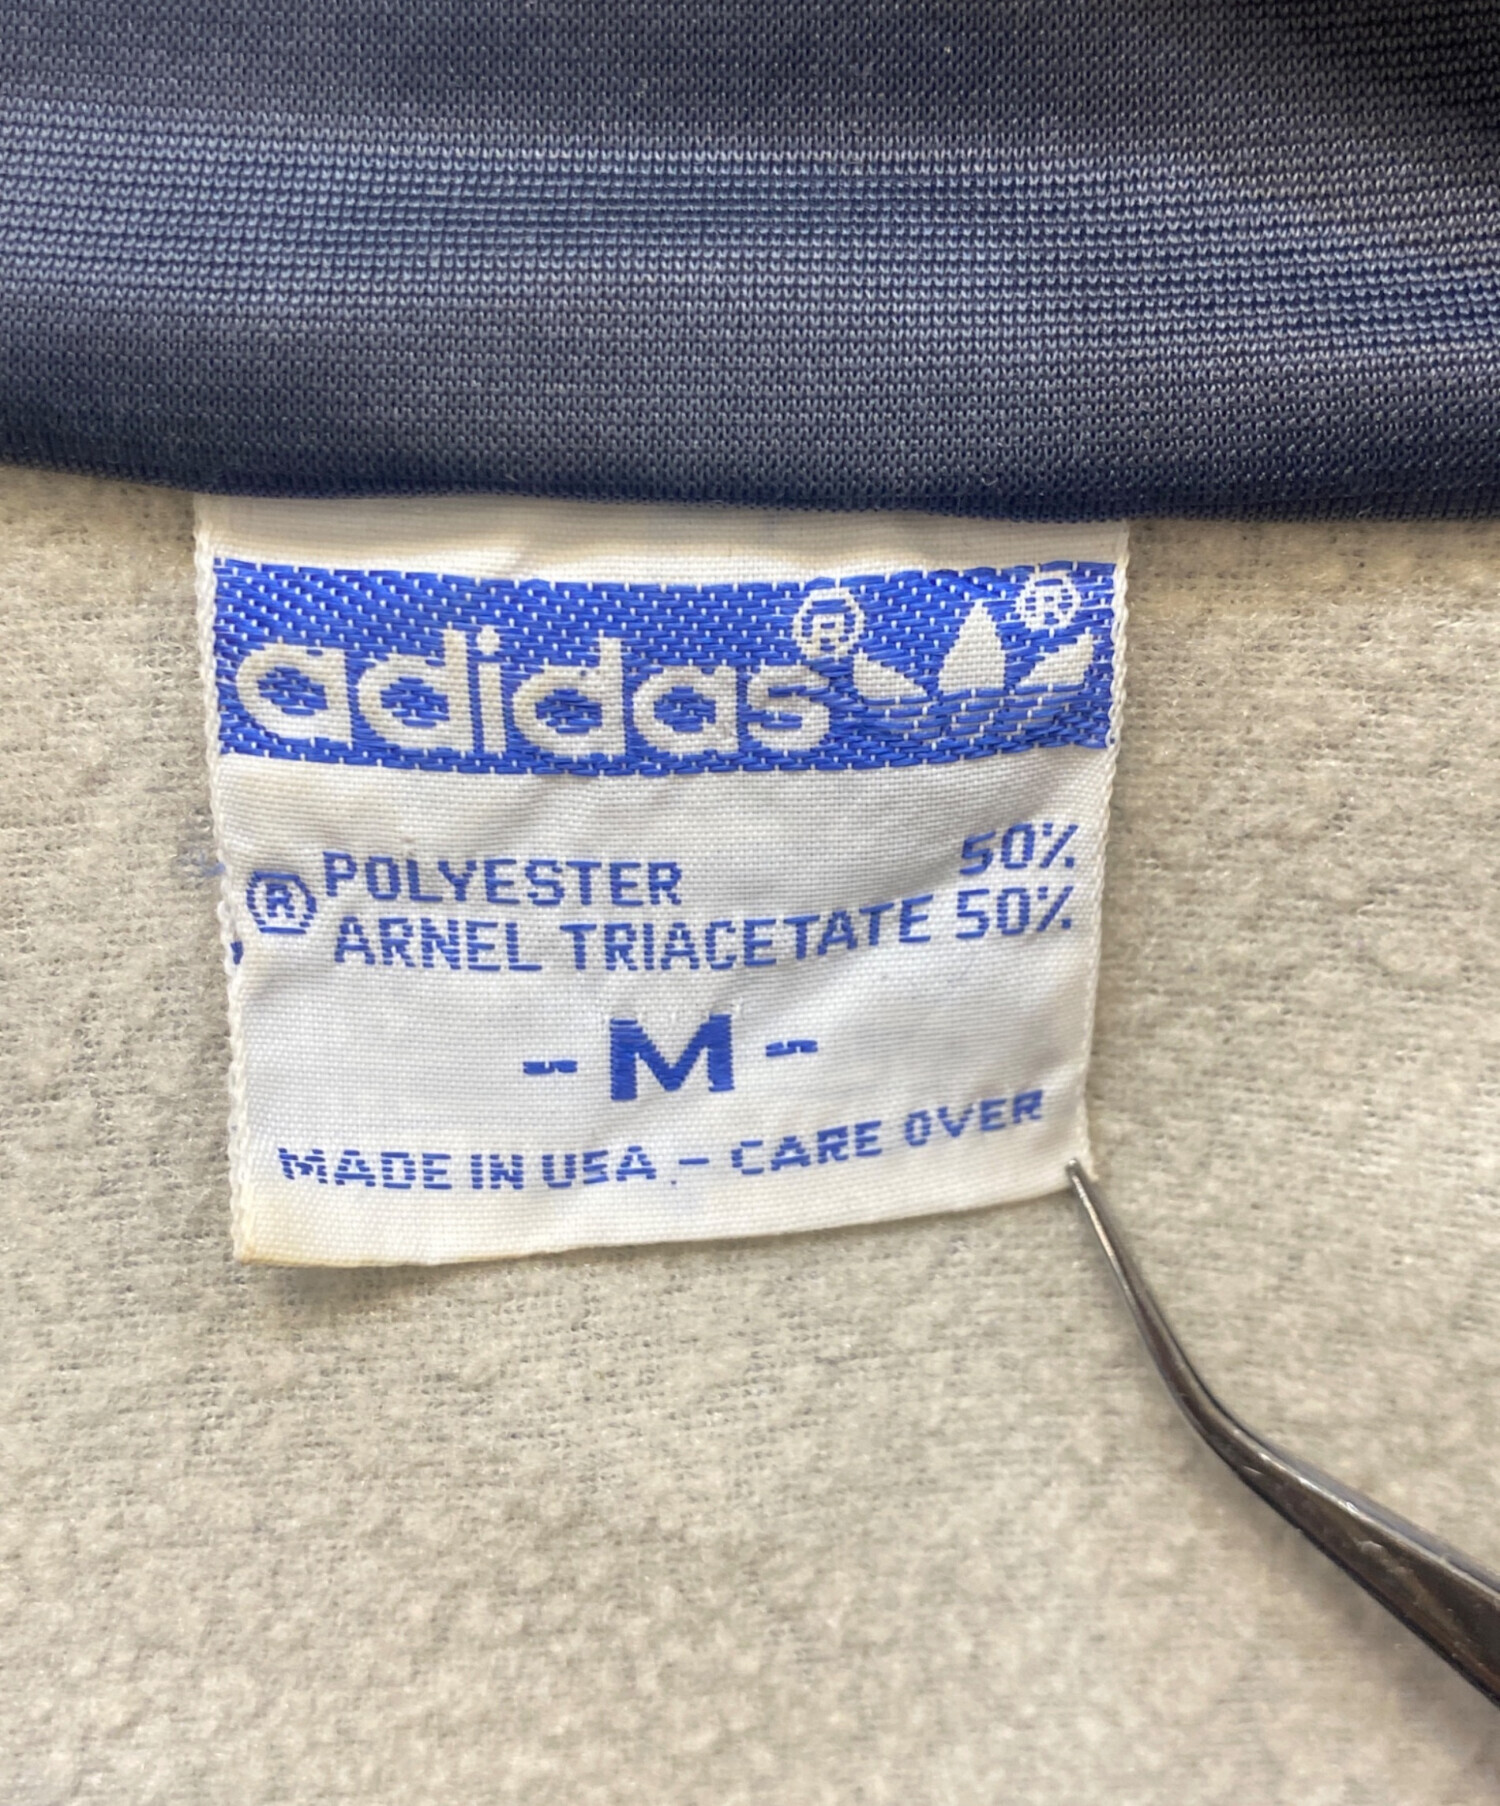 adidas® ®
POLYESTER 50%
® ARNEL TRIACETATE 50%
- M -
MADE IN USA - CARE OVER